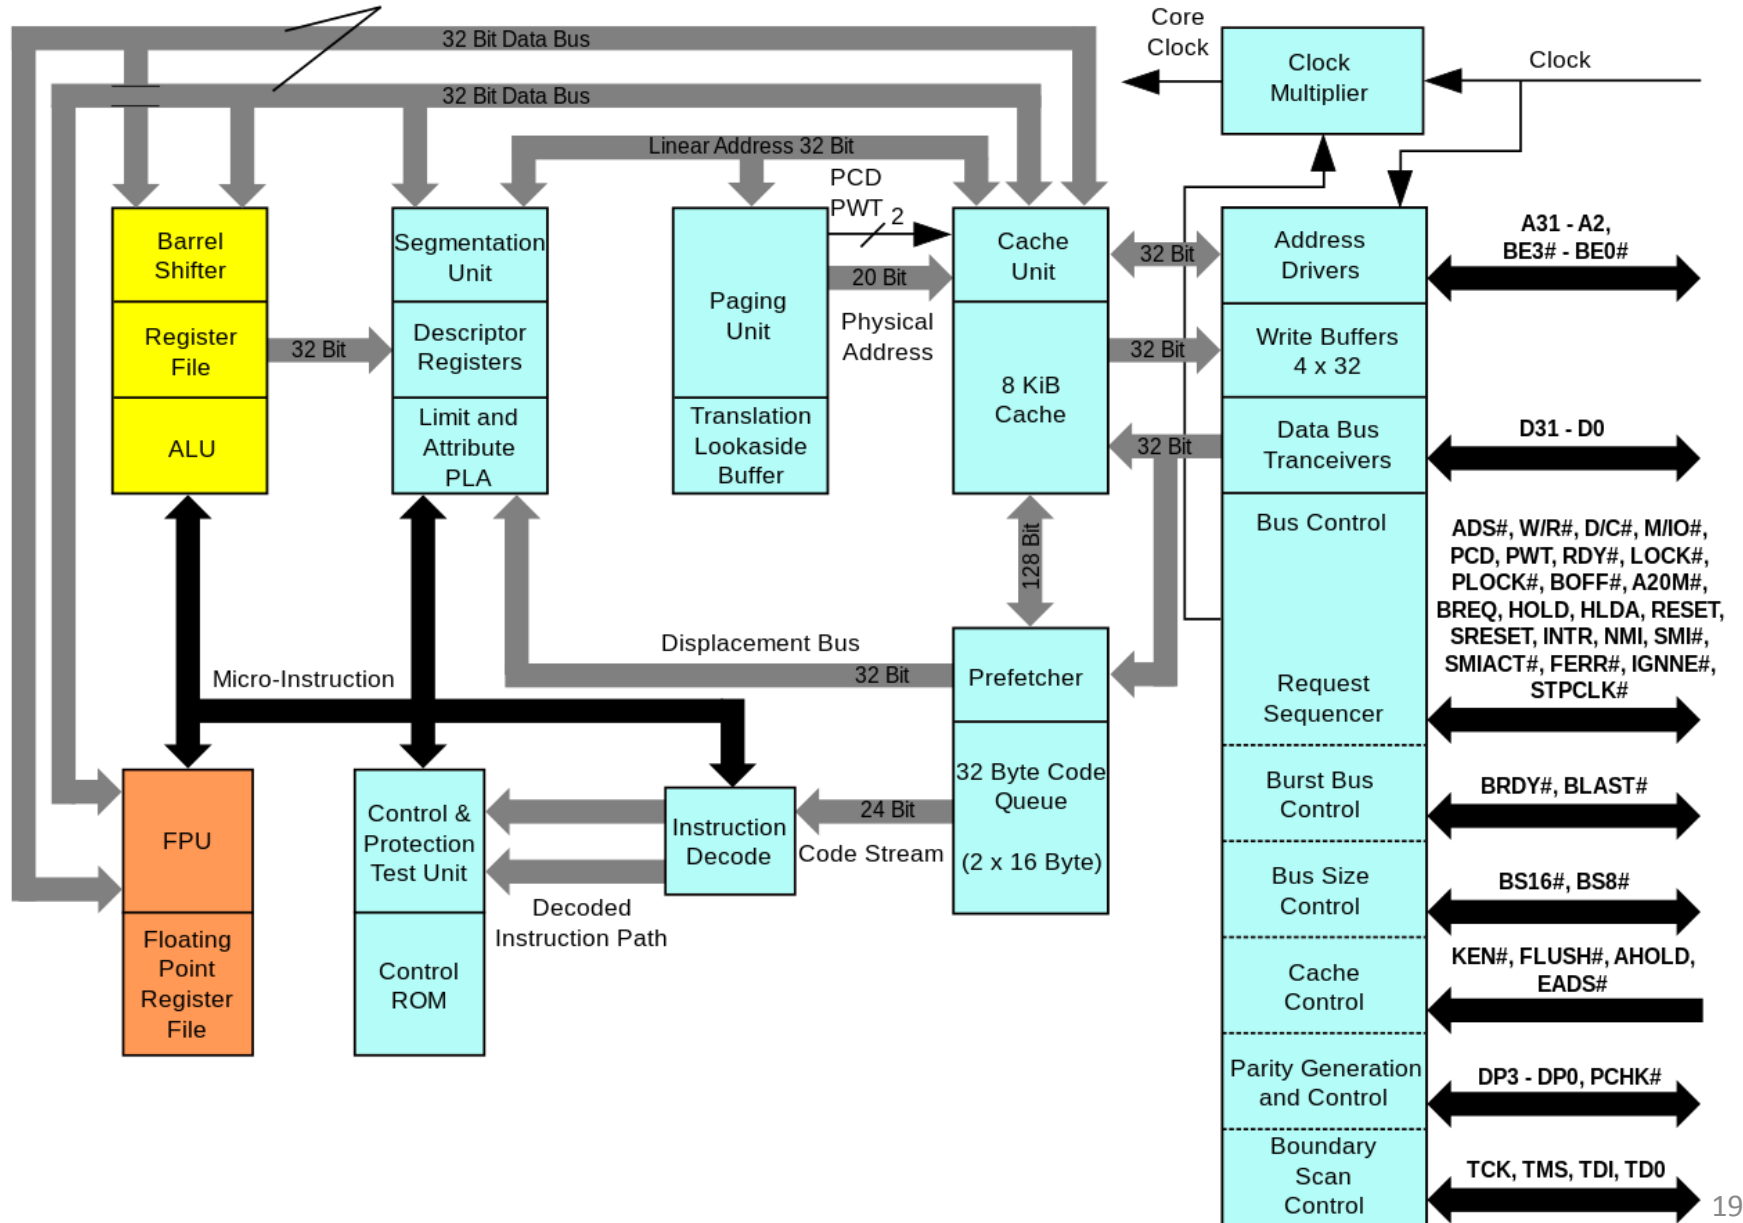 32 Bit Data Bus
32 Bit Data Bus
Linear Address 32 Bit
PCD
PWT
2
20 Bit
Physical
Address
Core
Clock
Clock
Multiplier
Clock
Barrel
Shifter
Register
File
ALU
32 Bit
Segmentation
Unit
Descriptor
Registers
Limit and
Attribute
PLA
Paging
Unit
Translation
Lookaside
Buffer
Cache
Unit
8 KiB
Cache
32 Bit
32 Bit
32 Bit
128 Bit
Address
Drivers
Write Buffers
4 x 32
Data Bus
Tranceivers
Bus Control
Request
Sequencer
Burst Bus
Control
Bus Size
Control
Cache
Control
Parity Generation
and Control
Boundary
Scan
Control
A31 - A2,
BE3# - BE0#
D31 - D0
ADS#, W/R#, D/C#, M/IO#,
PCD, PWT, RDY#, LOCK#,
PLOCK#, BOFF#, A20M#,
BREQ, HOLD, HLDA, RESET,
SRESET, INTR, NMI, SMI#,
SMIACT#, FERR#, IGNNE#,
STPCLK#
BRDY#, BLAST#
BS16#, BS8#
KEN#, FLUSH#, AHOLD,
EADS#
DP3 - DP0, PCHK#
TCK, TMS, TDI, TD0
Displacement Bus
32 Bit
Micro-Instruction
Prefetcher
32 Byte Code
Queue
(2 x 16 Byte)
24 Bit
Code Stream
Instruction
Decode
Decoded
Instruction Path
Control &
Protection
Test Unit
Control
ROM
FPU
Floating
Point
Register
File
19